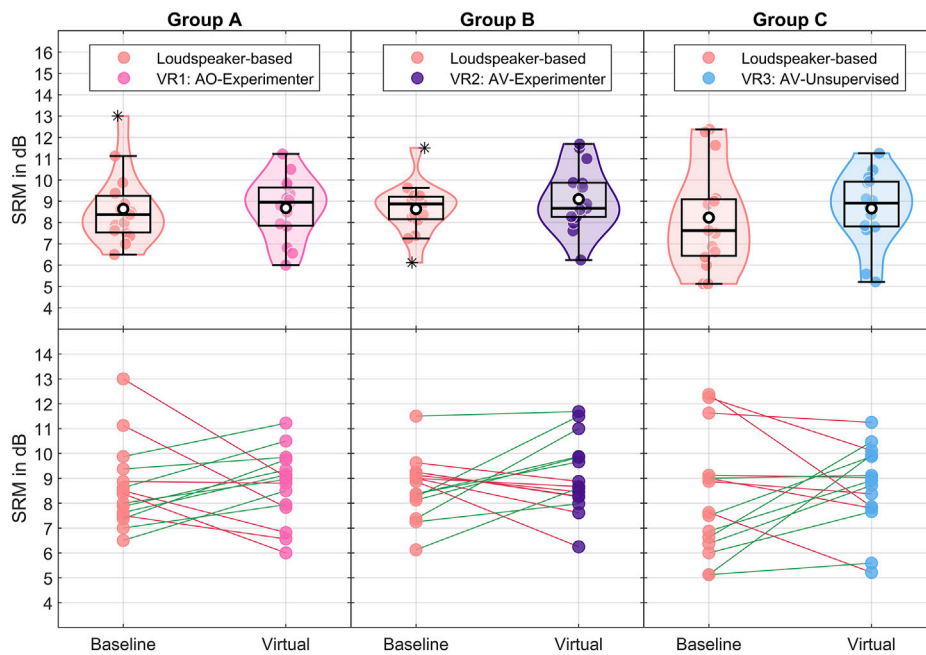 Group A
Group B
Group C
SRM in dB
16
15
14
13
12
11
10
9
8
7
6
5
4
Loudspeaker-based
VR1: AO-Experimenter
Loudspeaker-based
VR2: AV-Experimenter
Loudspeaker-based
VR3: AV-Unsupervised
SRM in dB
14
13
12
11
10
9
8
7
6
5
4
Baseline
Virtual
Baseline
Virtual
Baseline
Virtual